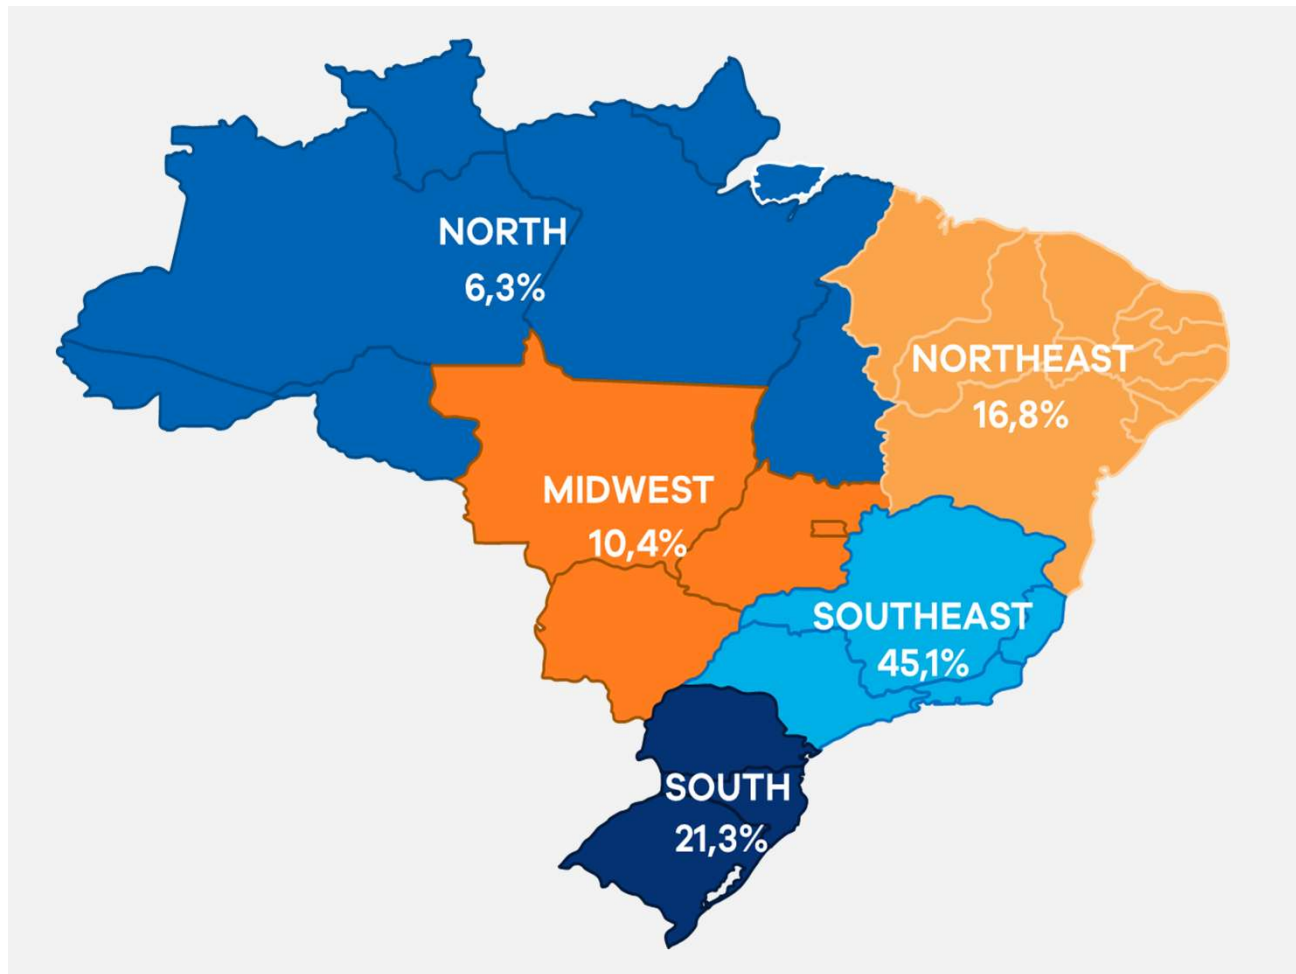 NORTH
6,3%
NORTHEAST
16,8%
MIDWEST
10,4%
SOUTHEAST
45,1%
SOUTH
21,3%